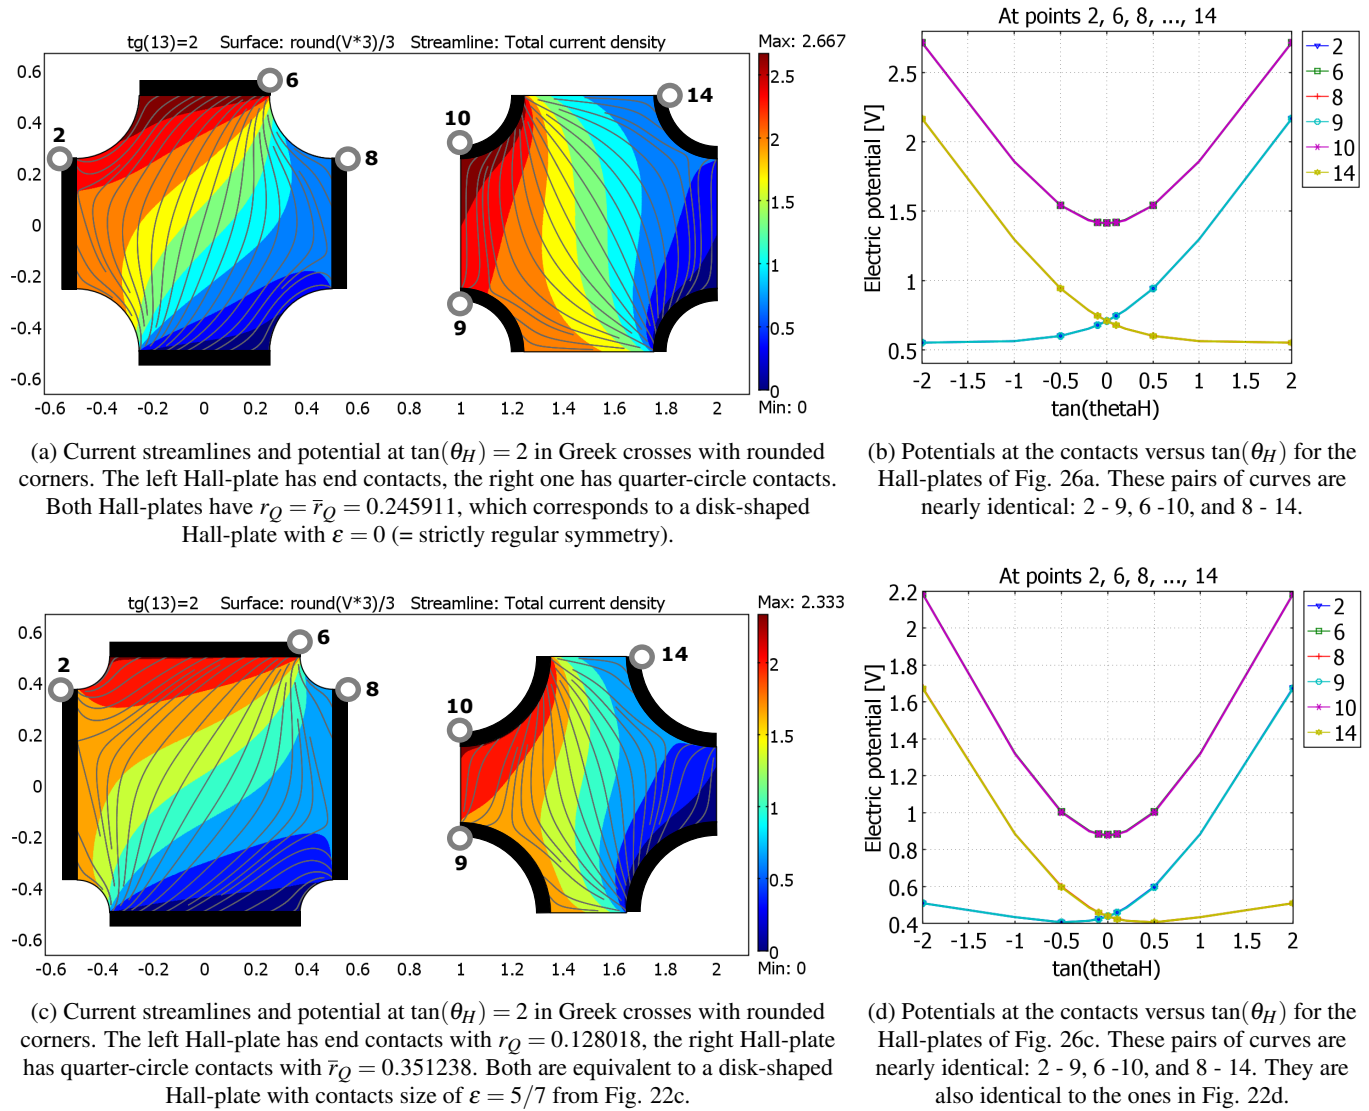 tg(13)=2 Surface: round(V*3)/3 Streamline: Total current density
Max: 2.667
0.6
0.4
0.2
0
-0.2
-0.4
-0.6
2
6
8
10
14
9
2.5
2
1.5
1
0.5
0
Min: 0
-0.6 -0.4 -0.2 0 0.2 0.4 0.6 0.8 1 1.2 1.4 1.6 1.8 2
At points 2, 6, 8, ..., 14
Electric potential [V]
2.5
2
1.5
1
0.5
-2 -1.5 -1 -0.5 0 0.5 1 1.5 2
tan(thetaH)
2
6
8
9
10
14
(a) Current streamlines and potential at tan(θ_H) = 2 in Greek crosses with rounded
corners. The left Hall-plate has end contacts, the right one has quarter-circle contacts.
Both Hall-plates have r_Q = r̄_Q = 0.245911, which corresponds to a disk-shaped
Hall-plate with ε = 0 (= strictly regular symmetry).
(b) Potentials at the contacts versus tan(θ_H) for the
Hall-plates of Fig. 26a. These pairs of curves are
nearly identical: 2 - 9, 6 -10, and 8 - 14.
tg(13)=2 Surface: round(V*3)/3 Streamline: Total current density
Max: 2.333
0.6
0.4
0.2
0
-0.2
-0.4
-0.6
2
6
8
10
14
9
2
1.5
1
0.5
0
Min: 0
-0.6 -0.4 -0.2 0 0.2 0.4 0.6 0.8 1 1.2 1.4 1.6 1.8 2
At points 2, 6, 8, ..., 14
Electric potential [V]
2.2
2
1.8
1.6
1.4
1.2
1
0.8
0.6
0.4
-2 -1.5 -1 -0.5 0 0.5 1 1.5 2
tan(thetaH)
2
6
8
9
10
14
(c) Current streamlines and potential at tan(θ_H) = 2 in Greek crosses with rounded
corners. The left Hall-plate has end contacts with r_Q = 0.128018, the right Hall-plate
has quarter-circle contacts with r̄_Q = 0.351238. Both are equivalent to a disk-shaped
Hall-plate with contacts size of ε = 5/7 from Fig. 22c.
(d) Potentials at the contacts versus tan(θ_H) for the
Hall-plates of Fig. 26c. These pairs of curves are
nearly identical: 2 - 9, 6 -10, and 8 - 14. They are
also identical to the ones in Fig. 22d.